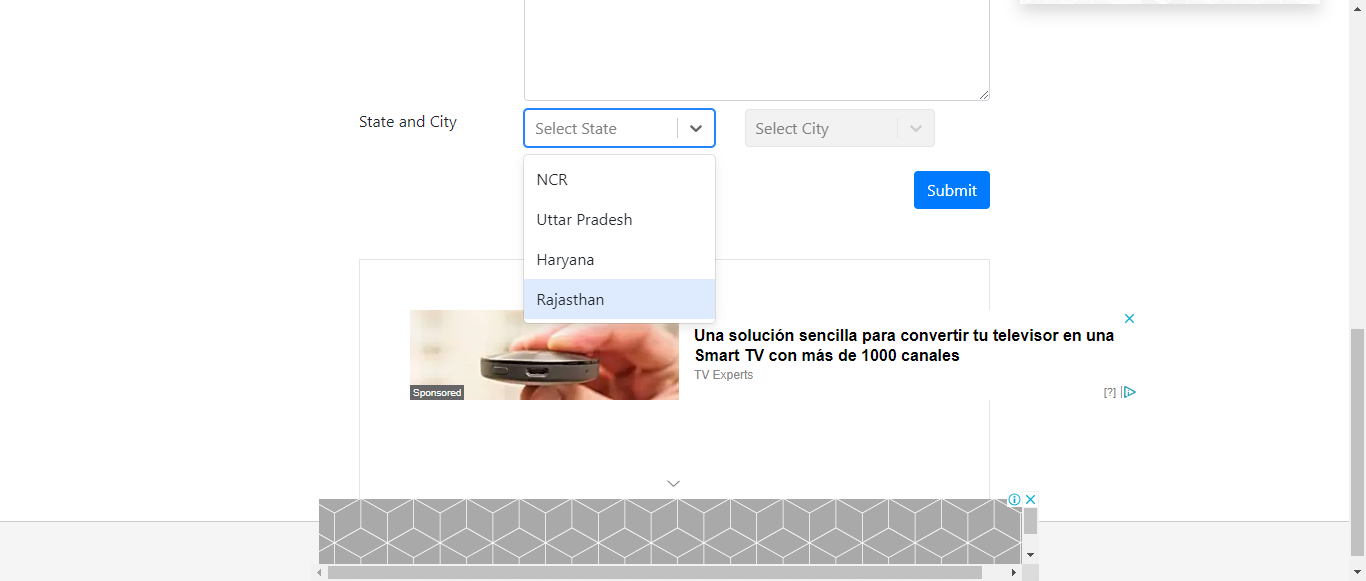 State and City
Select State
Select City
NCR
Uttar Pradesh
Haryana
Rajasthan
Submit
Una solución sencilla para convertir tu televisor en una
Smart TV con más de 1000 canales
TV Experts
Sponsored
[?]